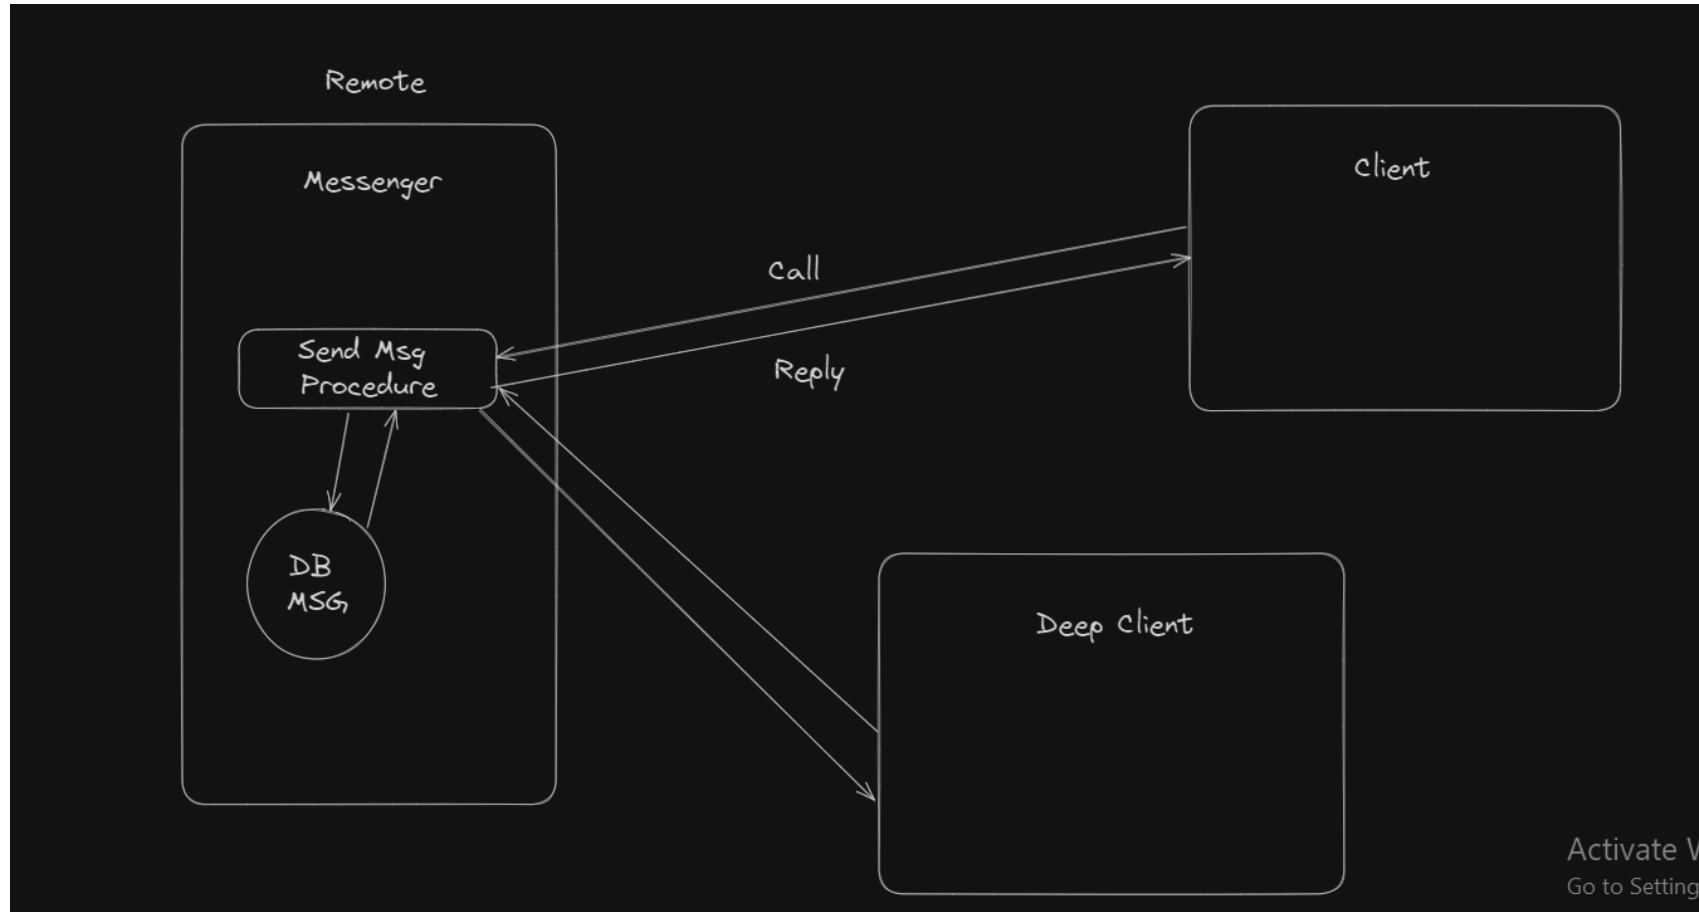 Remote
Messenger
Client
Call
Send Msg
Procedure
Reply
DB
MSG
Deep Client
Activate
Go to Setting